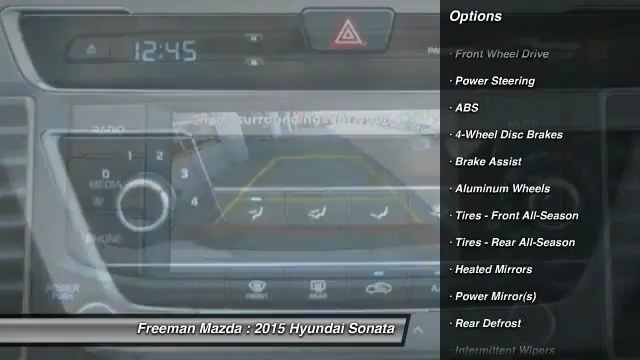 Options
12:45
· Front Wheel Drive
· Power Steering
· ABS
· 4-Wheel Disc Brakes
· Brake Assist
· Aluminum Wheels
· Tires - Front All-Season
· Tires - Rear All-Season
· Heated Mirrors
· Power Mirror(s)
· Rear Defrost
· Intermittent Wipers
RADIO
0 1 2
3
MEDIA
4
PHONE
POWER
PUSH
FRONT
REAR
Freeman Mazda : 2015 Hyundai Sonata